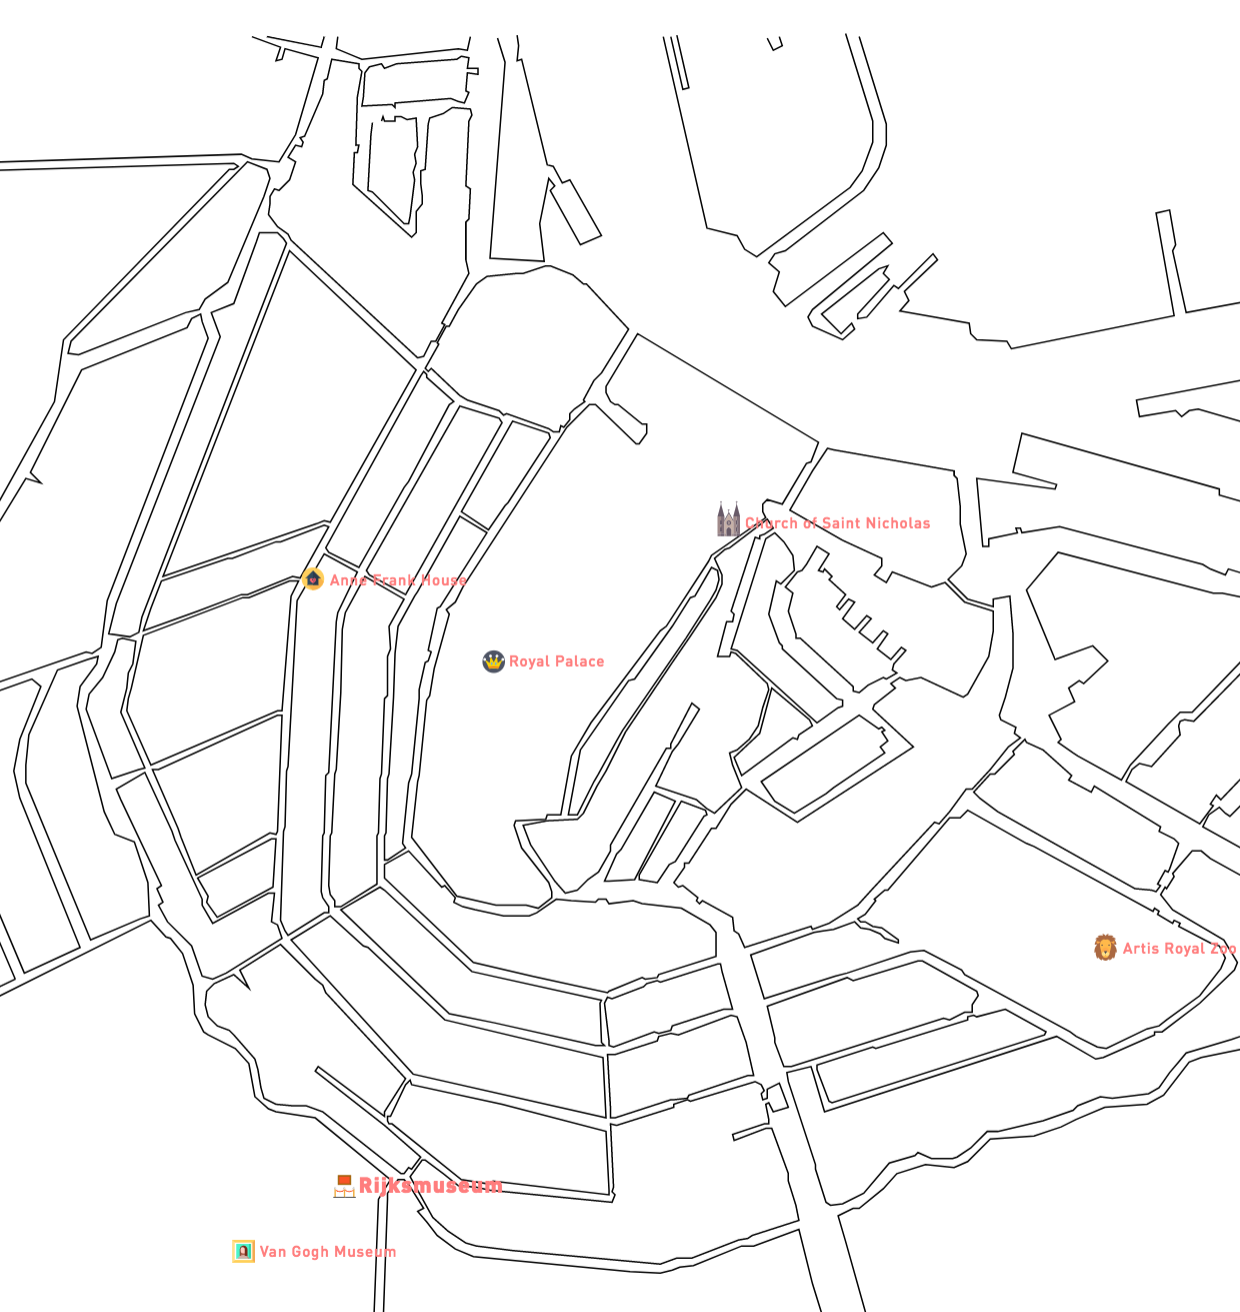 Church of Saint Nicholas
Anne Frank House
Royal Palace
Artis Royal Zoo
Rijksmuseum
Van Gogh Museum